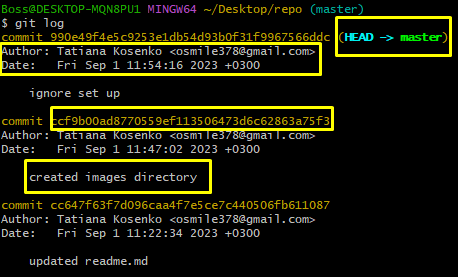 Boss@DESKTOP-MQN8PU1 MINGW64 ~/Desktop/repo (master)
$ git log
commit 990e49f4e5c9253e1db54d93b0f31f9967566ddc (HEAD -> master)
Author: Tatiana Kosenko <osmile378@gmail.com>
Date:   Fri Sep 1 11:54:16 2023 +0300
ignore set up
commit ccf9b00ad8770559ef113506473d6c62863a75f3
Author: Tatiana Kosenko <osmile378@gmail.com>
Date:   Fri Sep 1 11:47:02 2023 +0300
created images directory
commit cc647f63f7d096caa4f7e5ce7c440506fb611087
Author: Tatiana Kosenko <osmile378@gmail.com>
Date:   Fri Sep 1 11:22:34 2023 +0300
updated readme.md